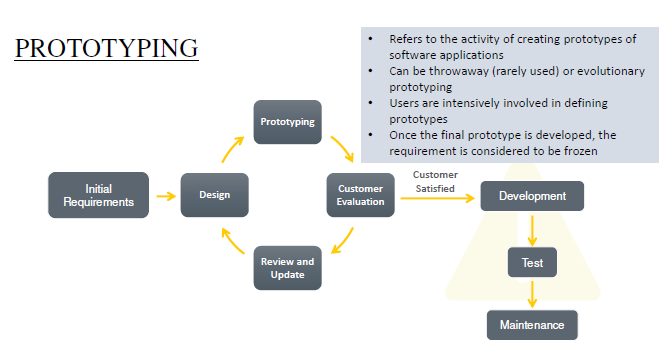 PROTOTYPING
• Refers to the activity of creating prototypes of
software applications
• Can be throwaway (rarely used) or evolutionary
prototyping
• Users are intensively involved in defining
prototypes
• Once the final prototype is developed, the
requirement is considered to be frozen
Prototyping
Initial
Requirements
Design
Customer
Evaluation
Customer
Satisfied
Development
Review and
Update
Test
Maintenance